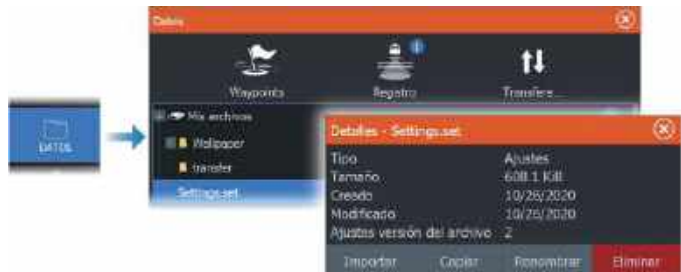 Datos
Waypoints
Registro
Transfere...
DATOS
Mis archivos
Wallpaper
transfer
Settings.set
Detalles - Settings.set
Tipo Ajustes
Tamaño 608.1 KiB
Creado 10/26/2020
Modificado 10/26/2020
Ajustes versión del archivo 2
Importar Copiar Renombrar Eliminar